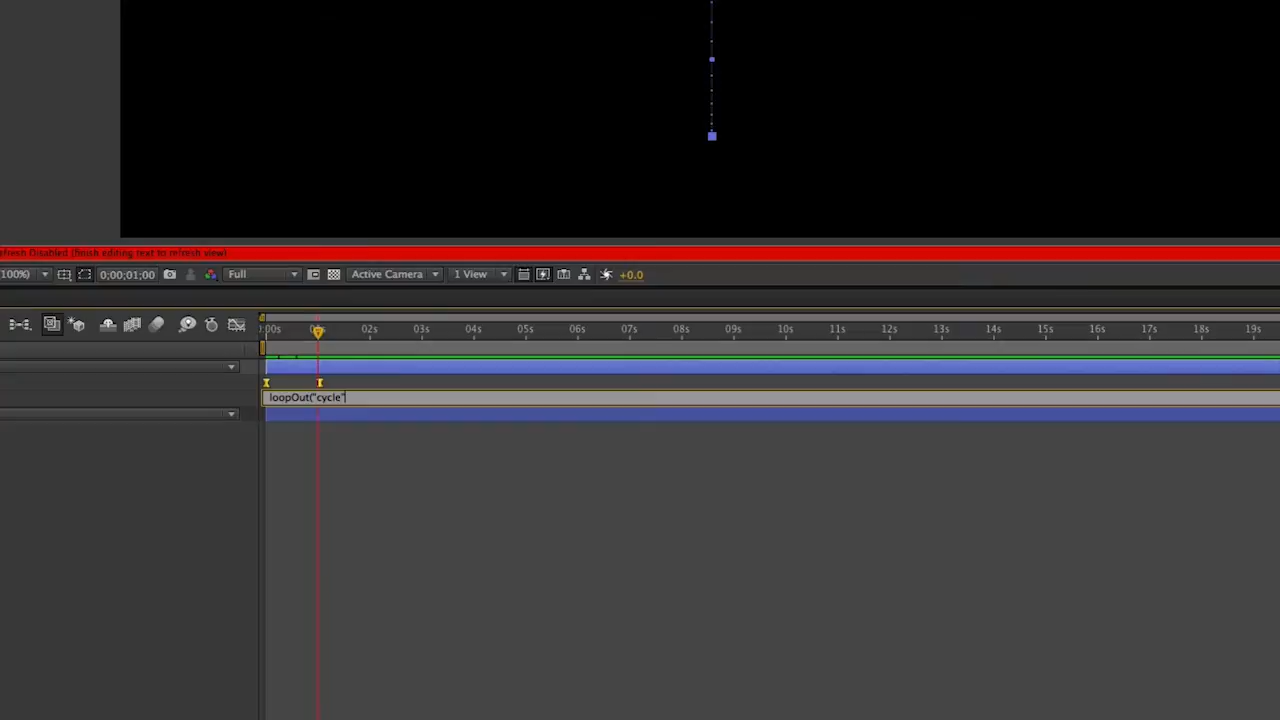 efresh Disabled (finish editing text to refresh view)
100%) 0;00;01;00 Full Active Camera 1 View +0.0
:00s 02s 03s 04s 05s 06s 07s 08s 09s 10s 11s 12s 13s 14s 15s 16s 17s 18s 19s
loopOut("cycle"